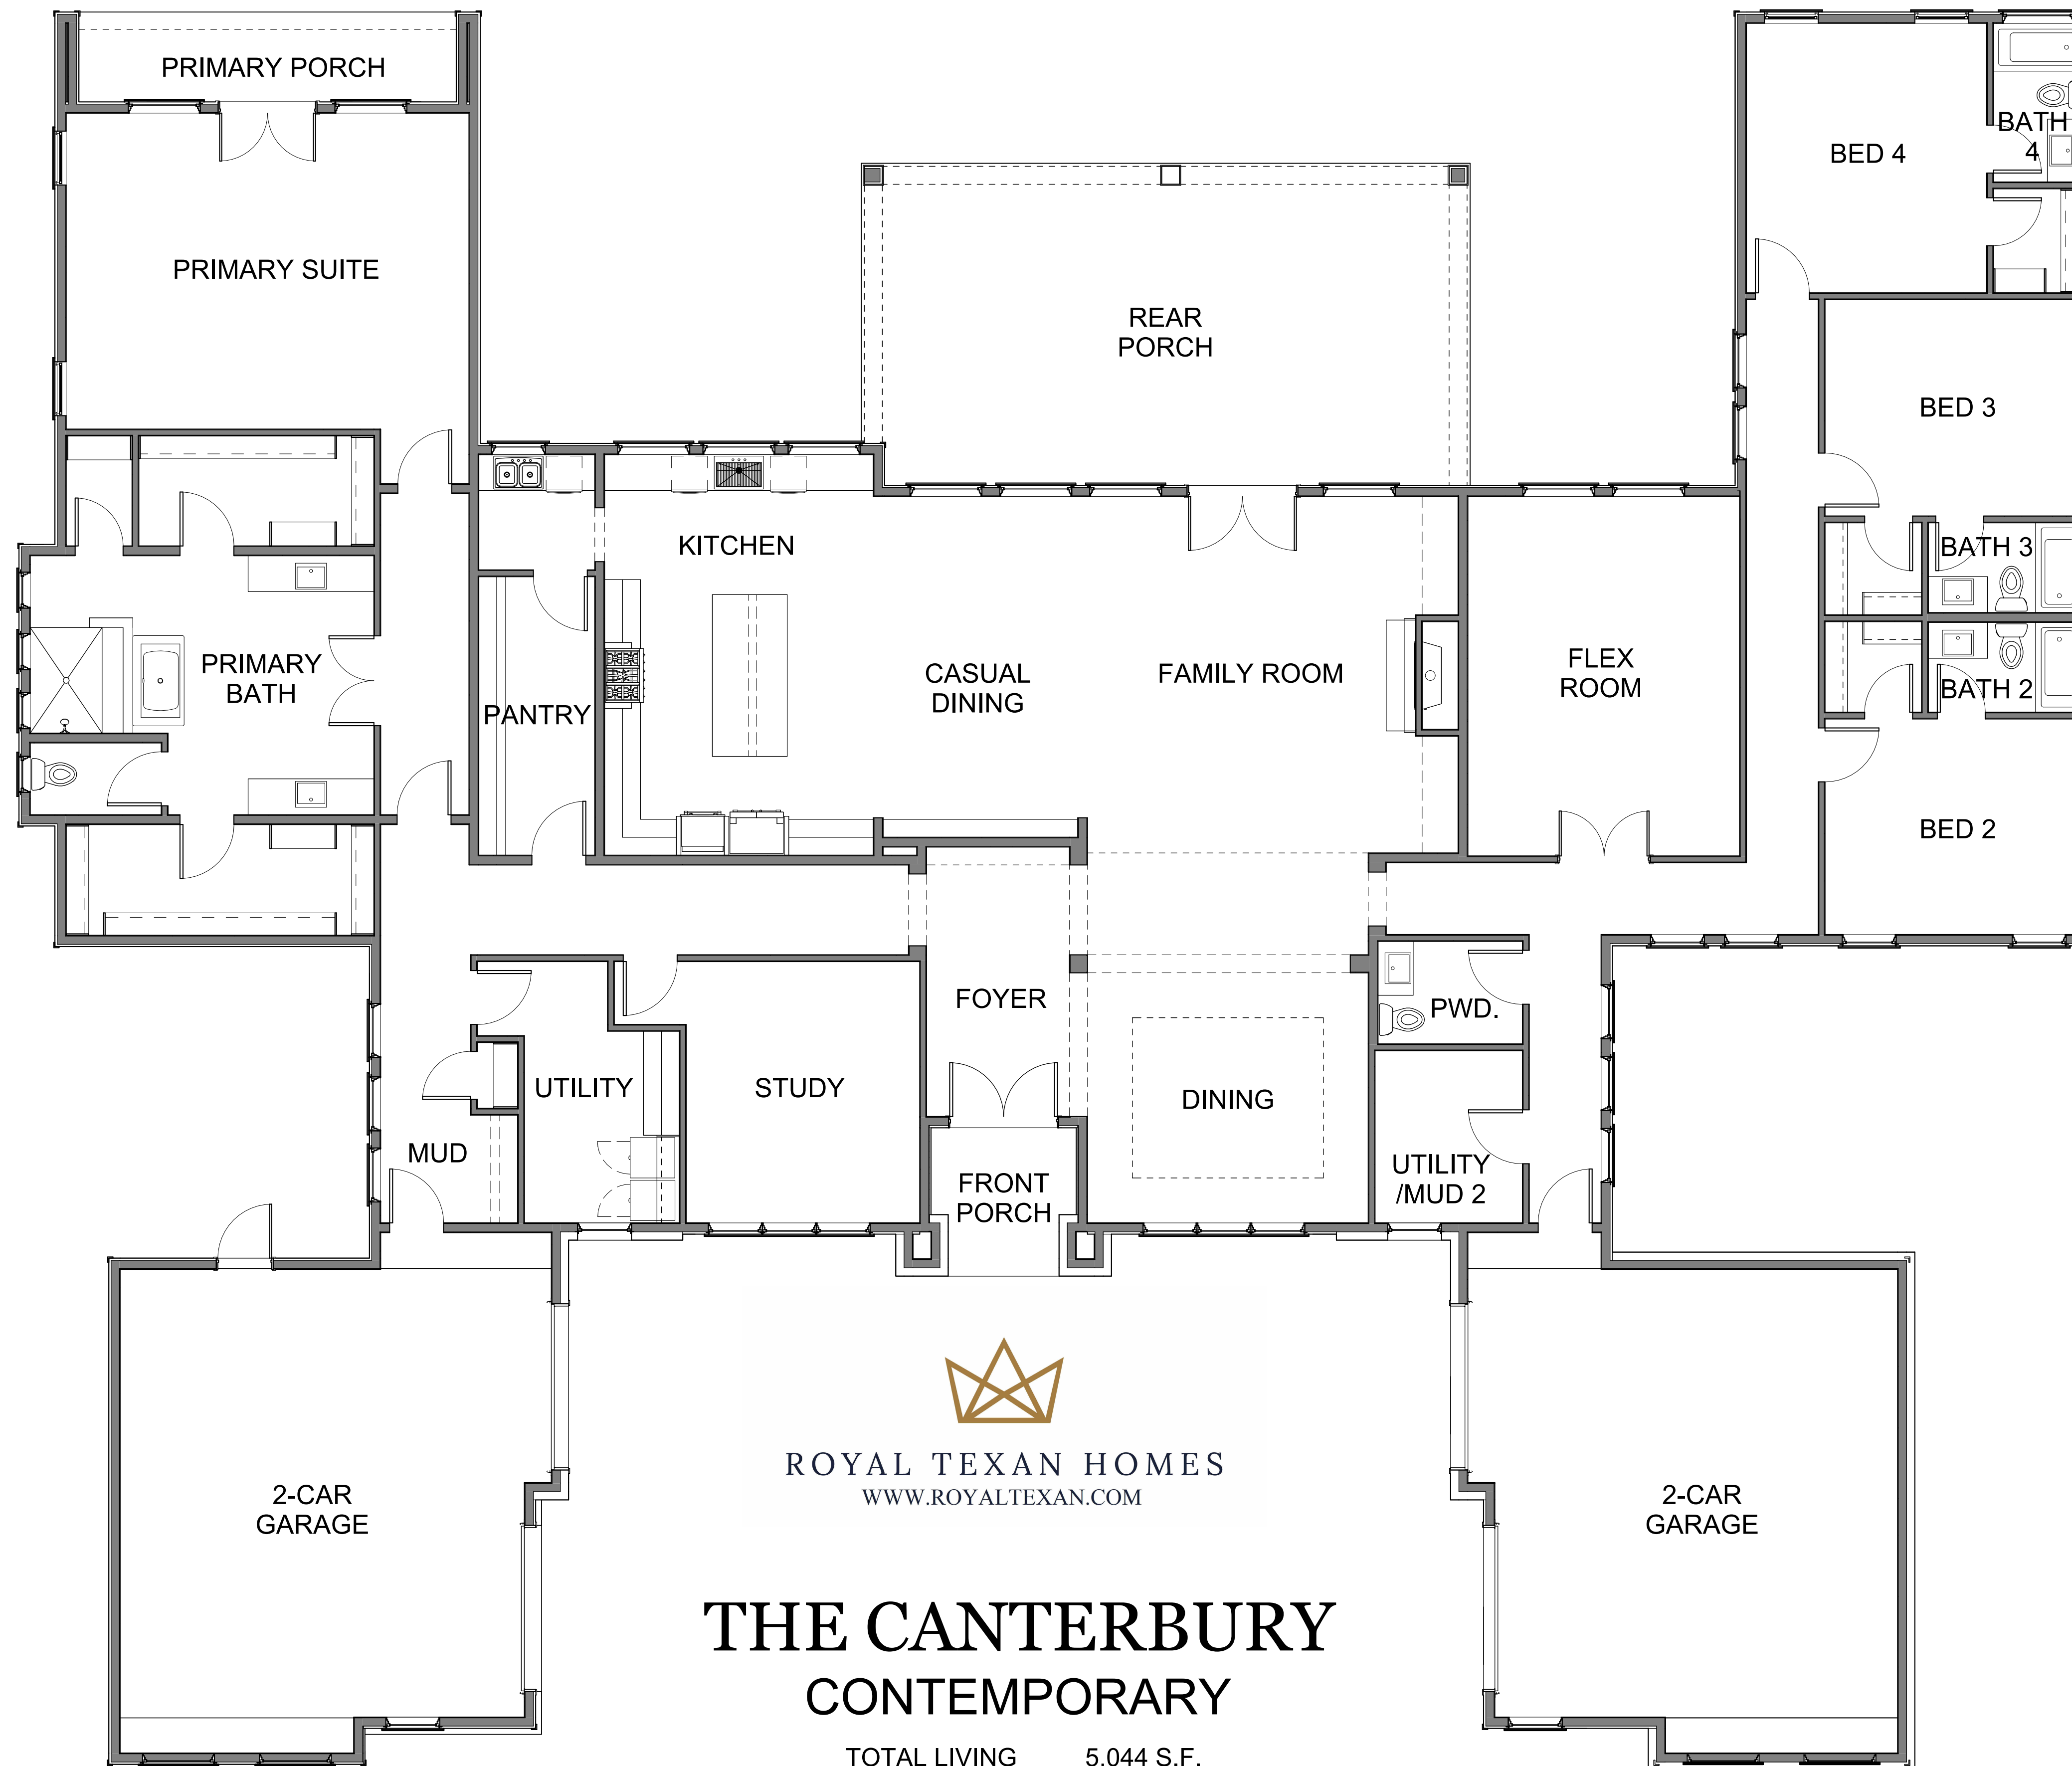 PRIMARY PORCH
BED 4
BATH
4
PRIMARY SUITE
REAR
PORCH
BED 3
KITCHEN
BATH 3
PRIMARY
BATH
PANTRY
CASUAL
DINING
FAMILY ROOM
FLEX
ROOM
BATH 2
BED 2
FOYER
PWD.
UTILITY
STUDY
DINING
MUD
FRONT
PORCH
UTILITY
/MUD 2
ROYAL TEXAN HOMES
WWW.ROYALTEXAN.COM
2-CAR
GARAGE
2-CAR
GARAGE
THE CANTERBURY
CONTEMPORARY
TOTAL LIVING 5,044 S.F.